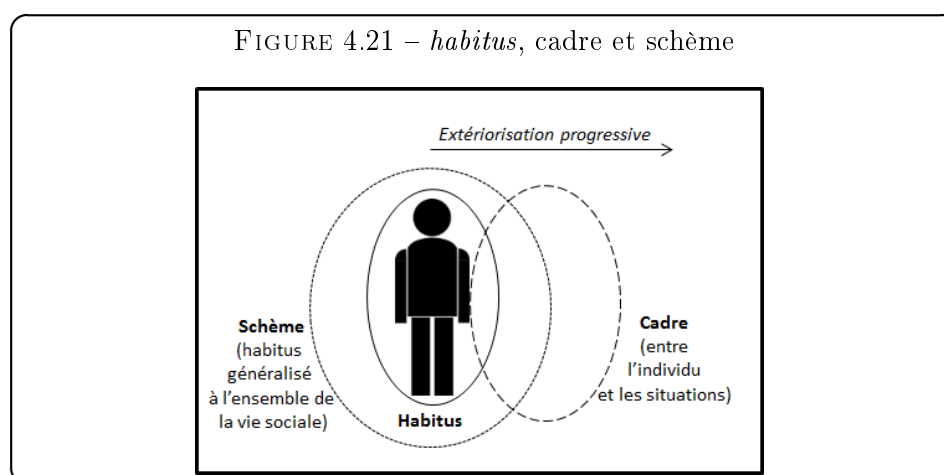 FIGURE 4.21 – habitus, cadre et schème
Extériorisation progressive
Schème
(habitus
généralisé
à l'ensemble de
la vie sociale)
Habitus
Cadre
(entre
l'individu
et les situations)